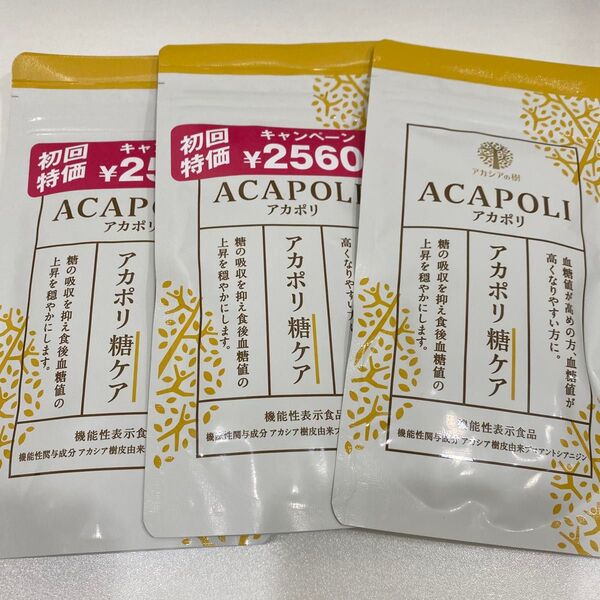 初回
特価
キャ
¥25
ACAPOL
アカポリ
アカポリ糖ケア
糖の吸収を抑え食後血糖値の
上昇を穏やかにします。
機能性表示食
機能性関与成分 アカシア樹皮由来
初回
特価
キャンペーン
¥2560
ACAPOLI
アカポリ
高くなりやすい方に
アカポリ糖ケア
糖の吸収を抑え食後血糖値の
上昇を穏やかにします。
機能性表示食品
機能性関与成分 アカシア樹皮由来プロアント
アカシアの樹
ACAPOLI
アカポリ
血糖値が高めの方、血糖値が
高くなりやすい方に。
アカポリ糖ケア
糖の吸収を抑え食後血糖値の
上昇を穏やかにします。
機能性表示食品
機能性関与成分 アカシア樹皮由来プロアントシアニジン